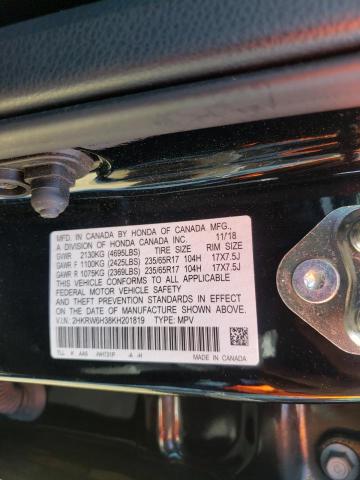 MFD. IN CANADA BY HONDA OF CANADA MFG.,
A DIVISION OF HONDA CANADA INC. 11/18
GVWR 2130KG (4695LBS) TIRE SIZE RIM SIZE
GAWR F 1100KG (2425LBS) 235/65R17 104H 17X7.5J
GAWR R 1075KG (2369LBS) 235/65R17 104H 17X7.5J
THIS VEHICLE CONFORMS TO ALL APPLICABLE
FEDERAL MOTOR VEHICLE SAFETY
AND THEFT PREVENTION STANDARDS IN EFFECT
ON THE DATE OF MANUFACTURE SHOWN ABOVE.
V.I.N: 2HKRW6H38KH201819 TYPE: MPV
TLL K AA6 -A -H MADE IN CANADA